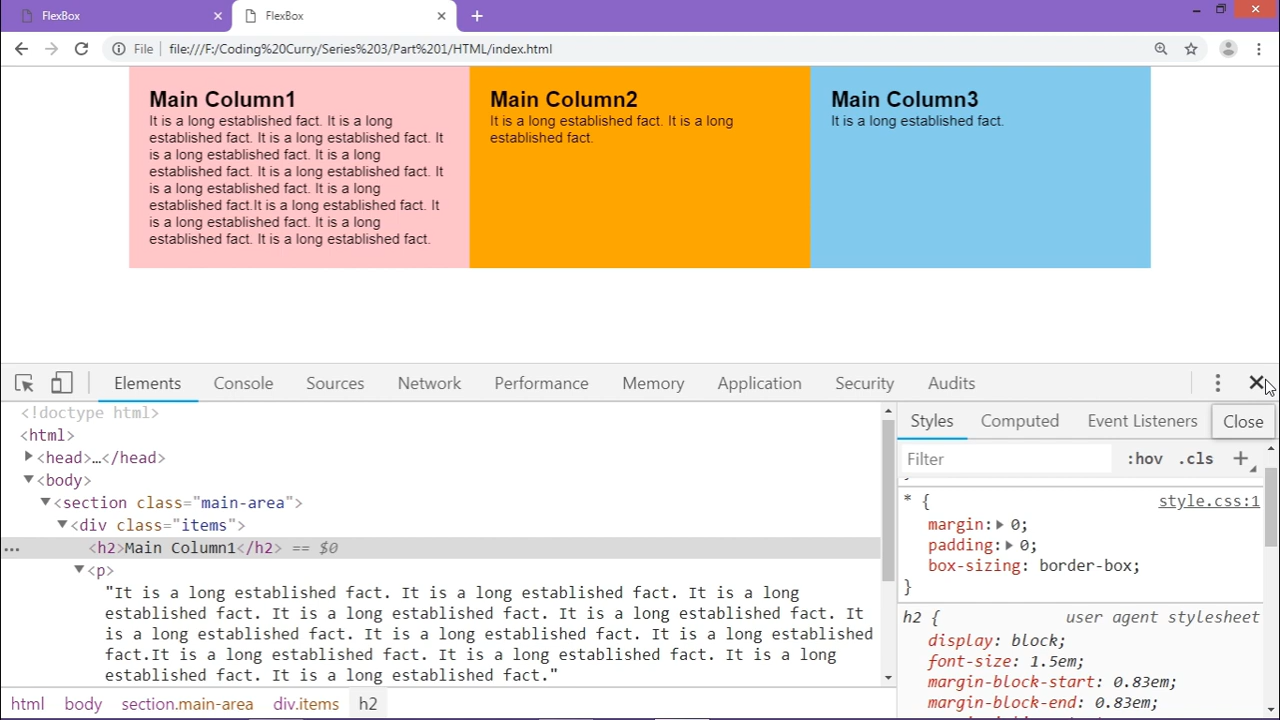 FlexBox
FlexBox
File file:///F:/Coding%20Curry/Series%203/Part%201/HTML/index.html
Main Column1
It is a long established fact. It is a long
established fact. It is a long established fact. It
is a long established fact. It is a long
established fact. It is a long established fact. It
is a long established fact. It is a long
established fact.It is a long established fact. It
is a long established fact. It is a long
established fact. It is a long established fact.
Main Column2
It is a long established fact. It is a long
established fact.
Main Column3
It is a long established fact.
Elements Console Sources Network Performance Memory Application Security Audits
<!doctype html>
<html>
<head>…</head>
<body>
<section class="main-area">
<div class="items">
... <h2>Main Column1</h2> == $0
<p>
"It is a long established fact. It is a long established fact. It is a long
established fact. It is a long established fact. It is a long established fact. It
is a long established fact. It is a long established fact. It is a long established
fact.It is a long established fact. It is a long established fact. It is a long
established fact. It is a long established fact."
html body section.main-area div.items h2
Styles Computed Event Listeners
Close
Filter :hov .cls +
* { style.css:1
margin: 0;
padding: 0;
box-sizing: border-box;
}
h2 { user agent stylesheet
display: block;
font-size: 1.5em;
margin-block-start: 0.83em;
margin-block-end: 0.83em;